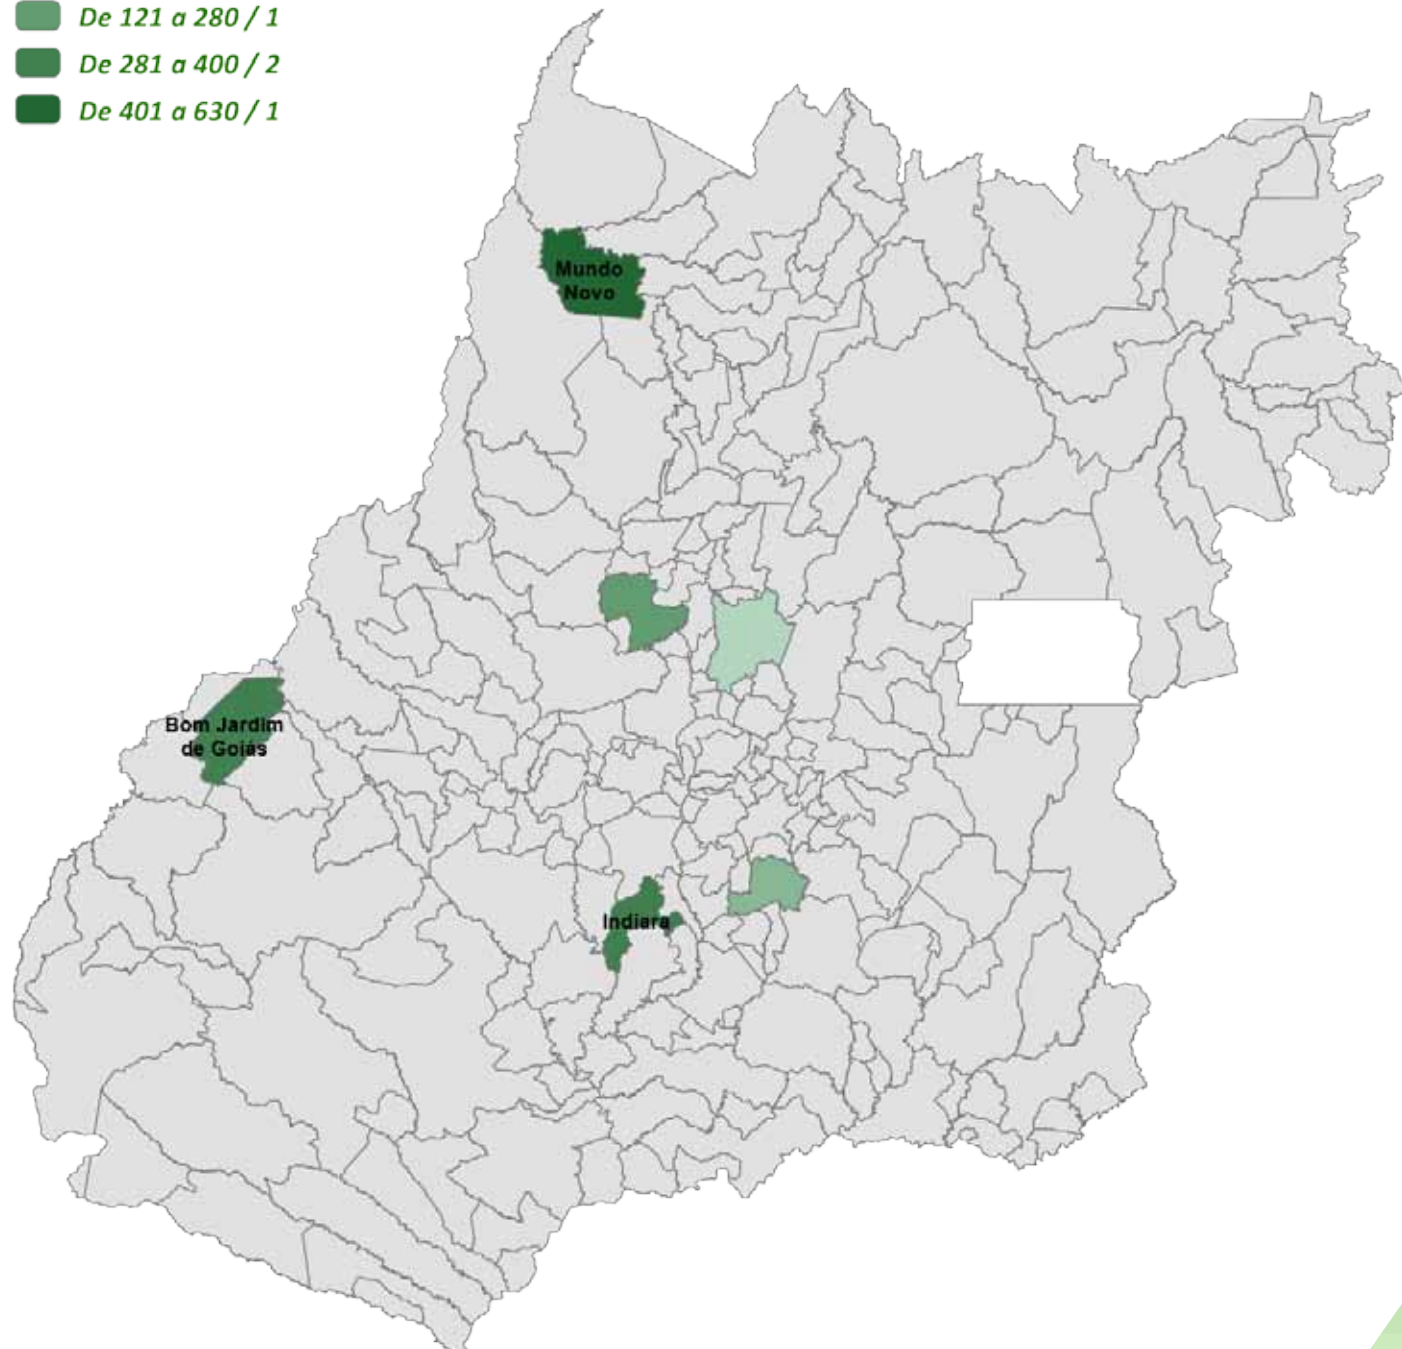 De 121 a 280 / 1
De 281 a 400 / 2
De 401 a 630 / 1
Mundo
Novo
Bom Jardim
de Goiás
Indiara